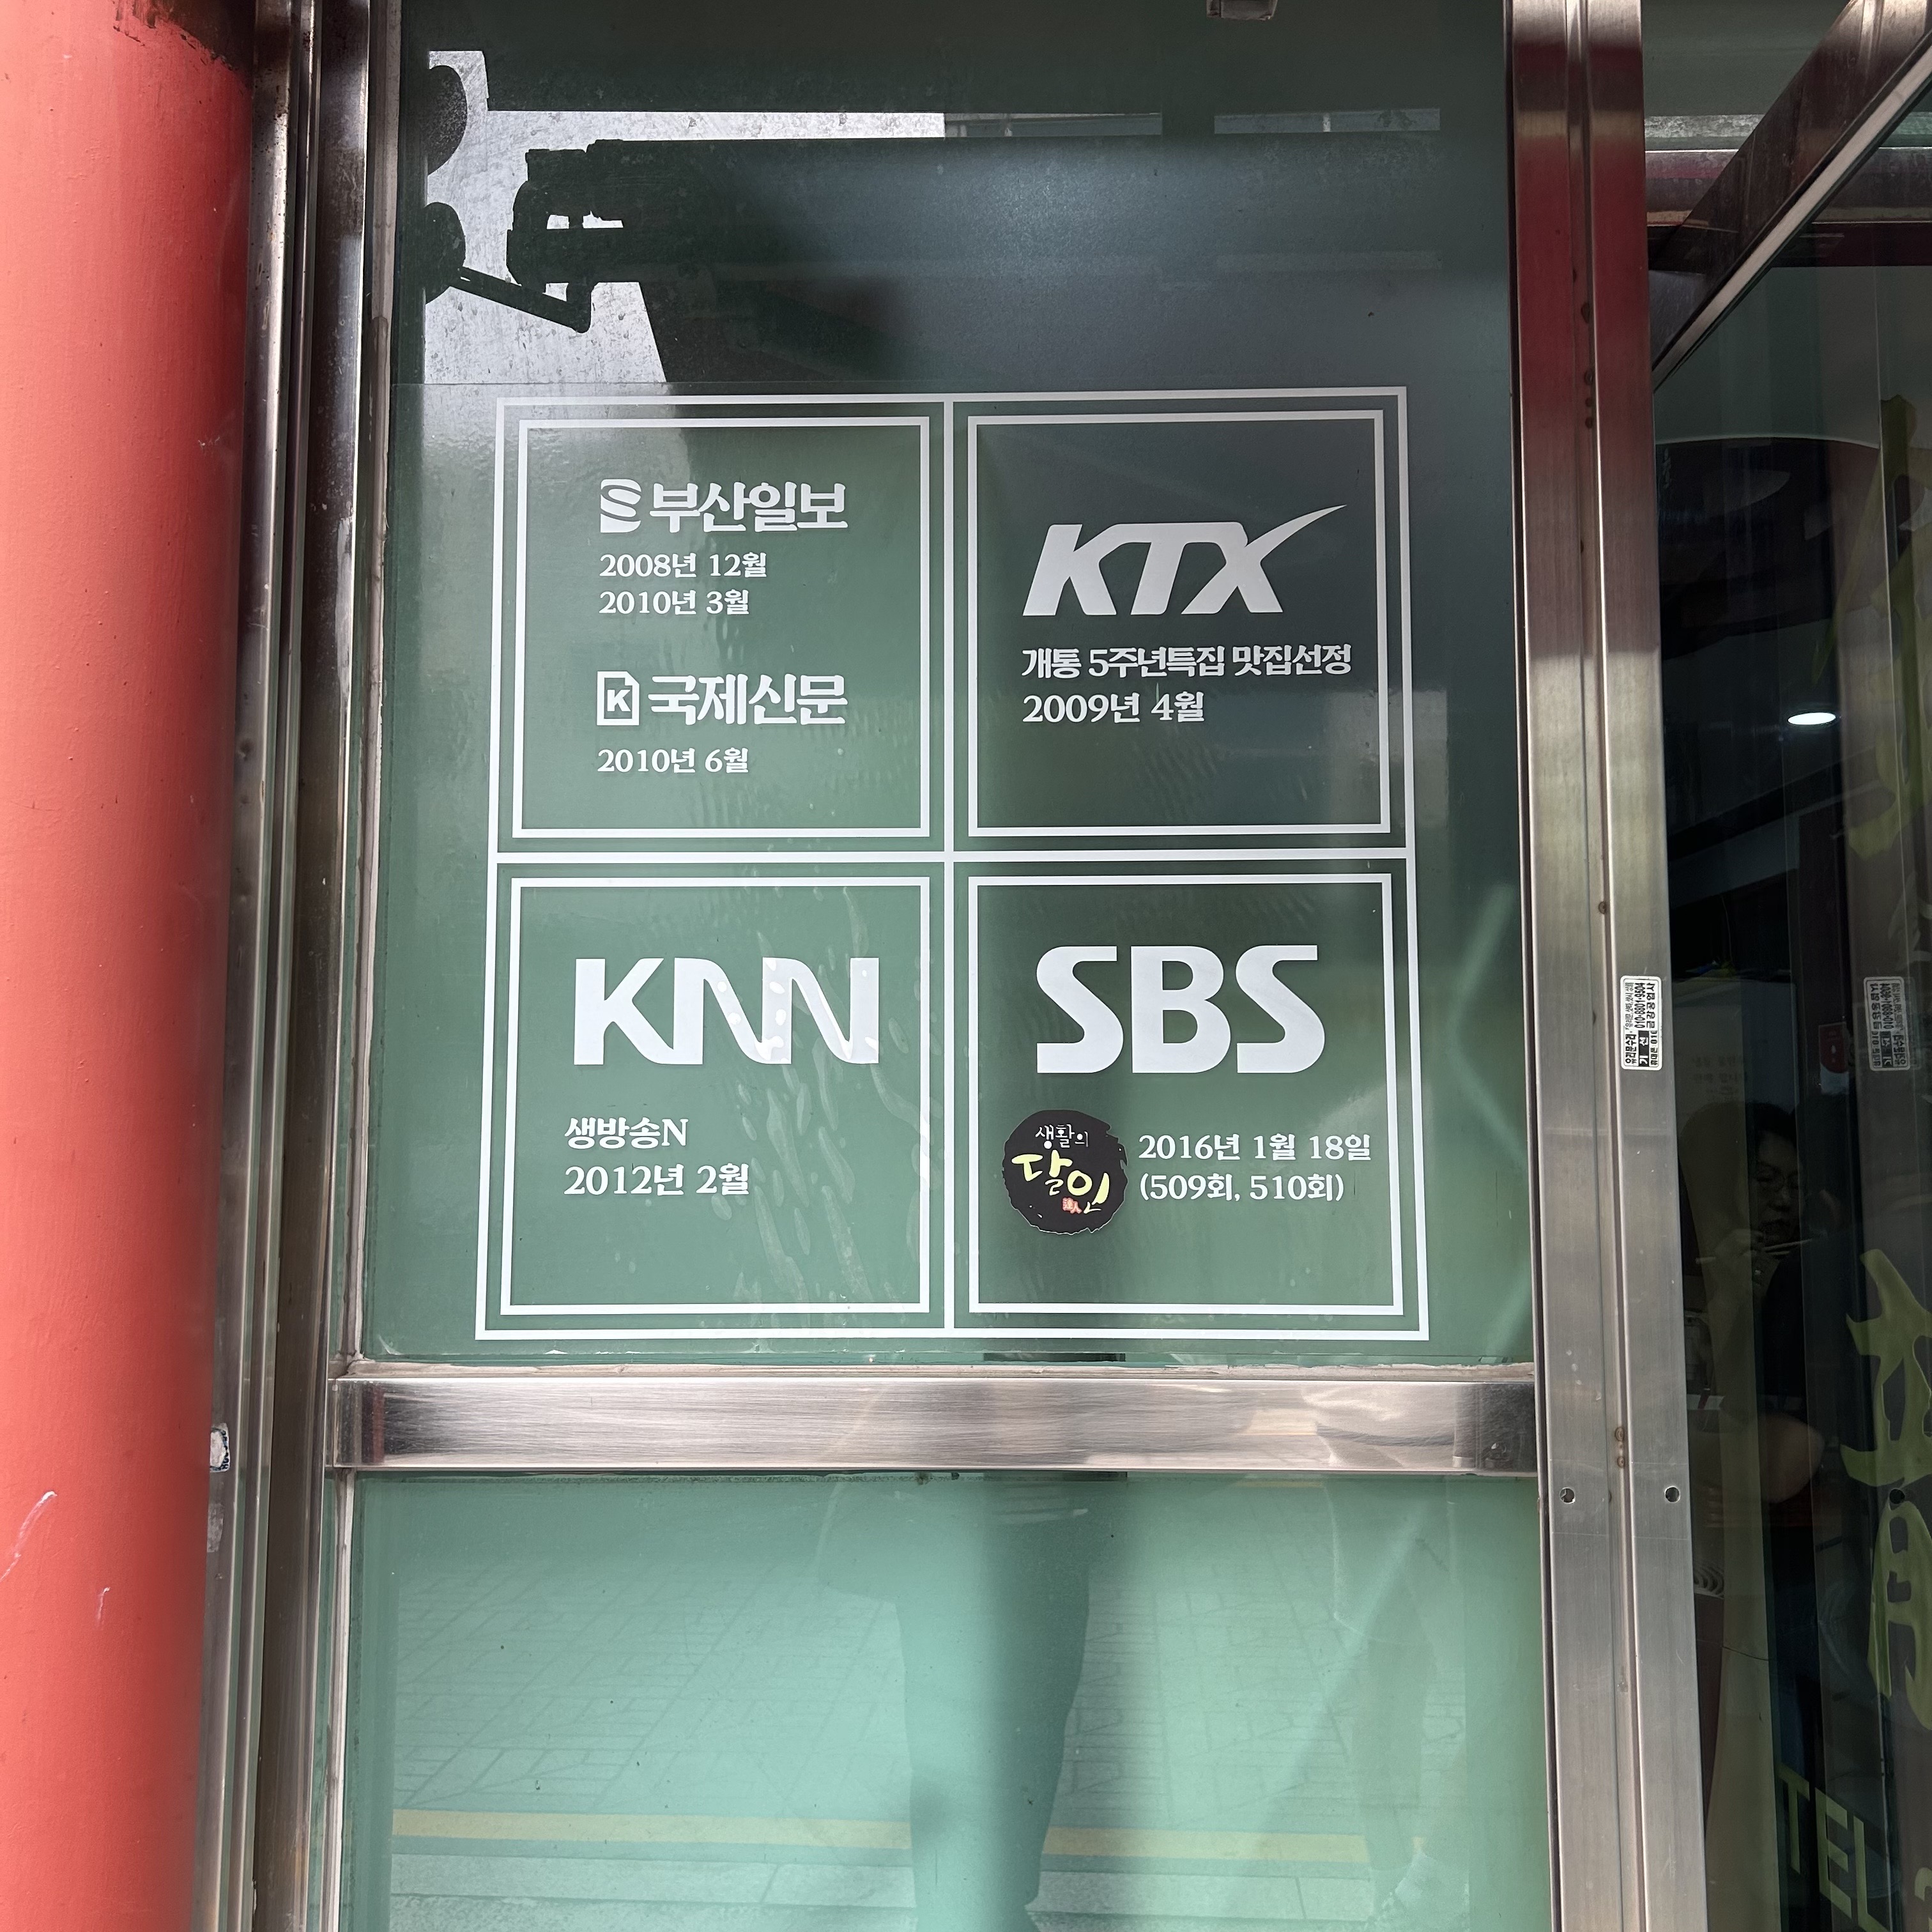 부산일보
2008년 12월
2010년 3월
K 국제신문
2010년 6월
KTX
개통 5주년특집 맛집선정
2009년 4월
KNN
생방송N
2012년 2월
SBS
생활의
달인
2016년 1월 18일
(509회, 510회)
TEL